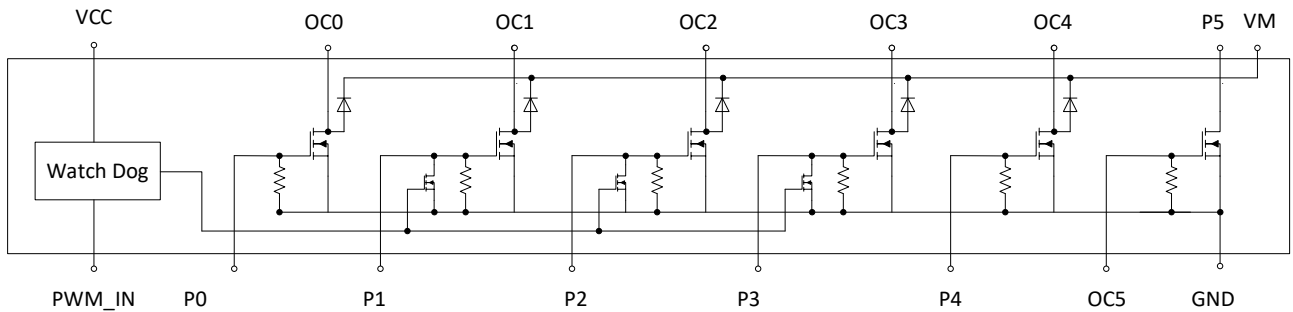 VCC OC0 OC1 OC2 OC3 OC4 P5 VM
Watch Dog
PWM_IN P0 P1 P2 P3 P4 OC5 GND